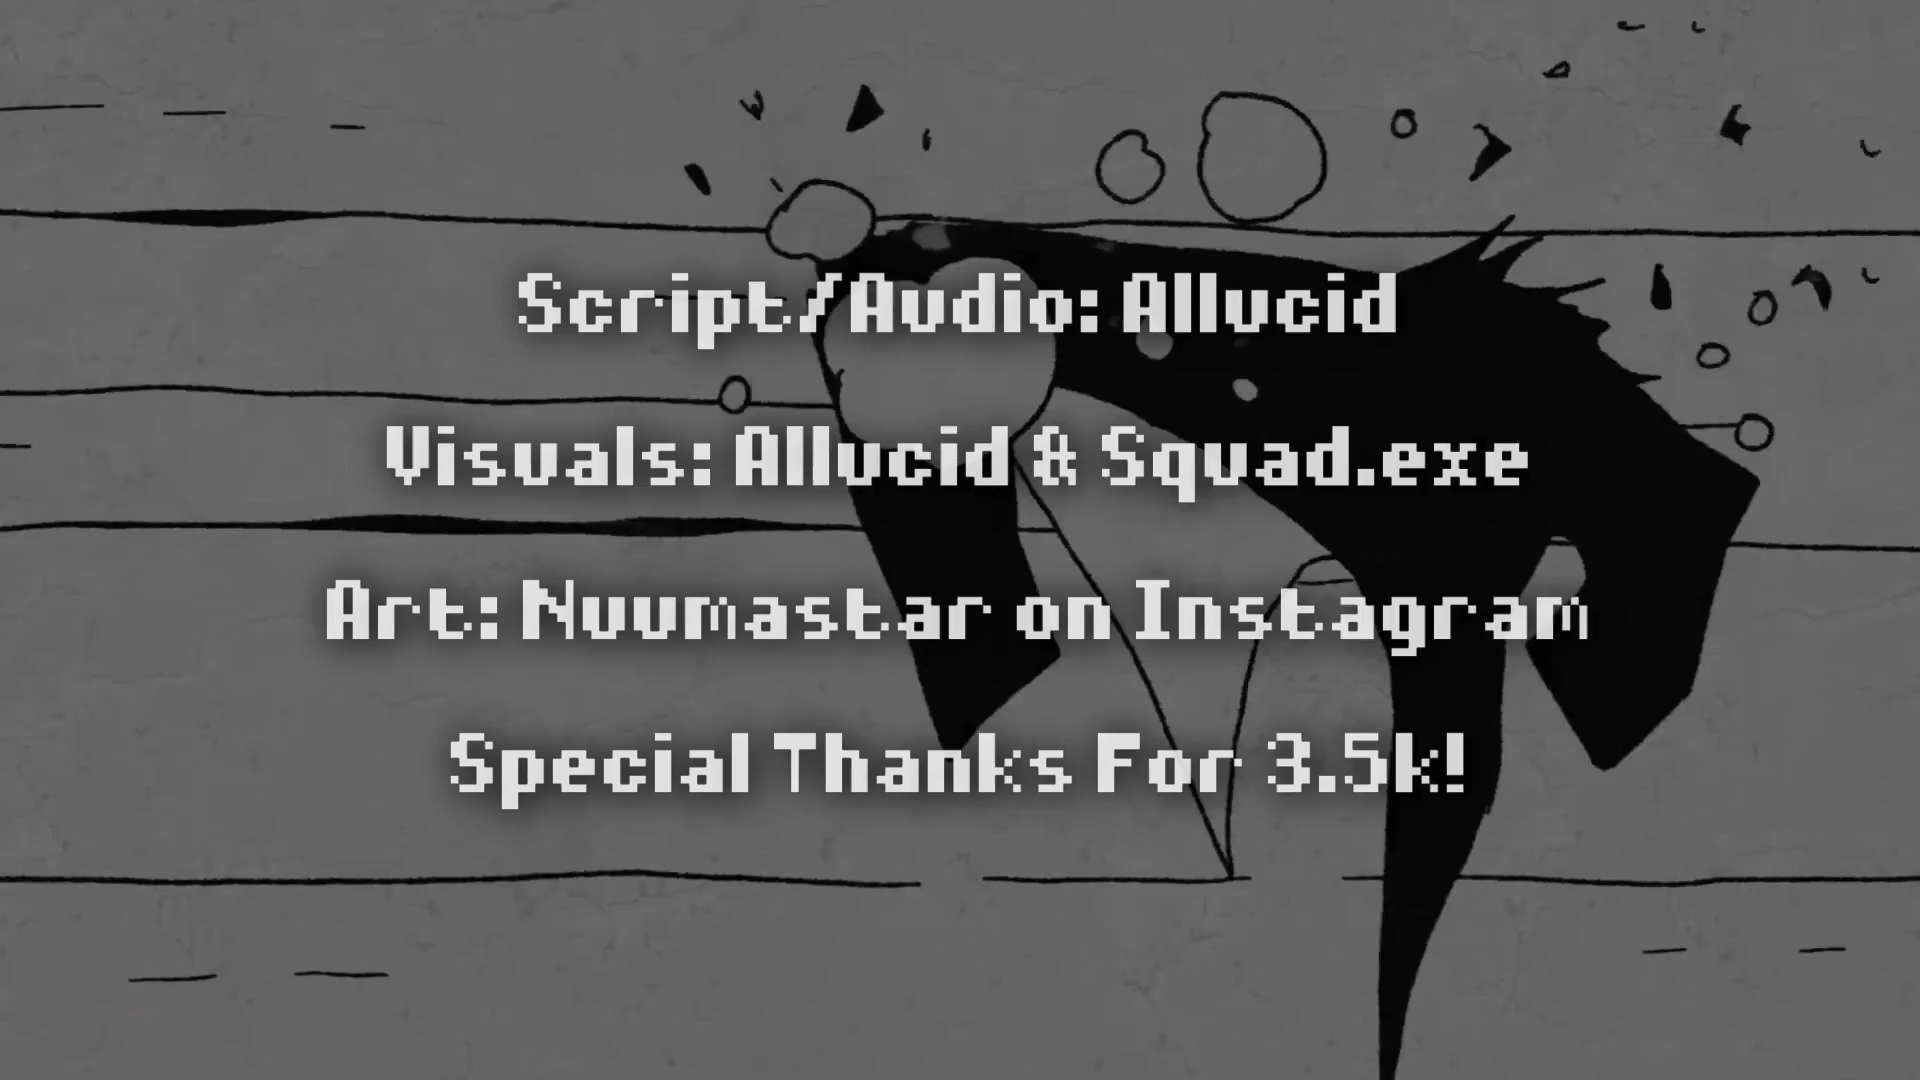 Script/Audio: Allucid
Visuals: Allucid & Squad.exe
Art: Nuumastar on Instagram
Special Thanks For 3.5k!